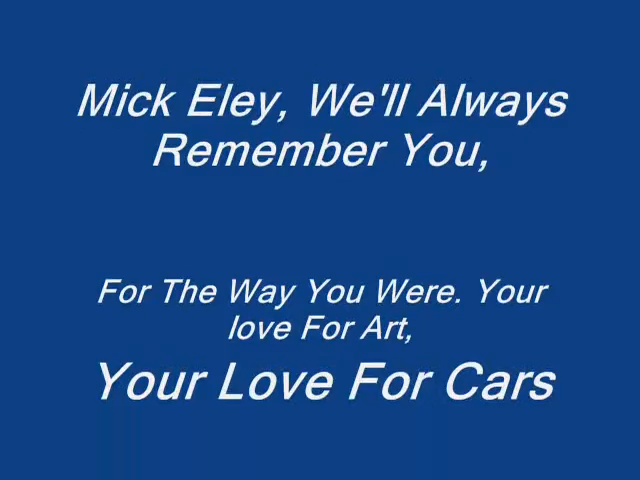 Mick Eley, We'll Always
Remember You,
For The Way You Were. Your
love For Art,
Your Love For Cars